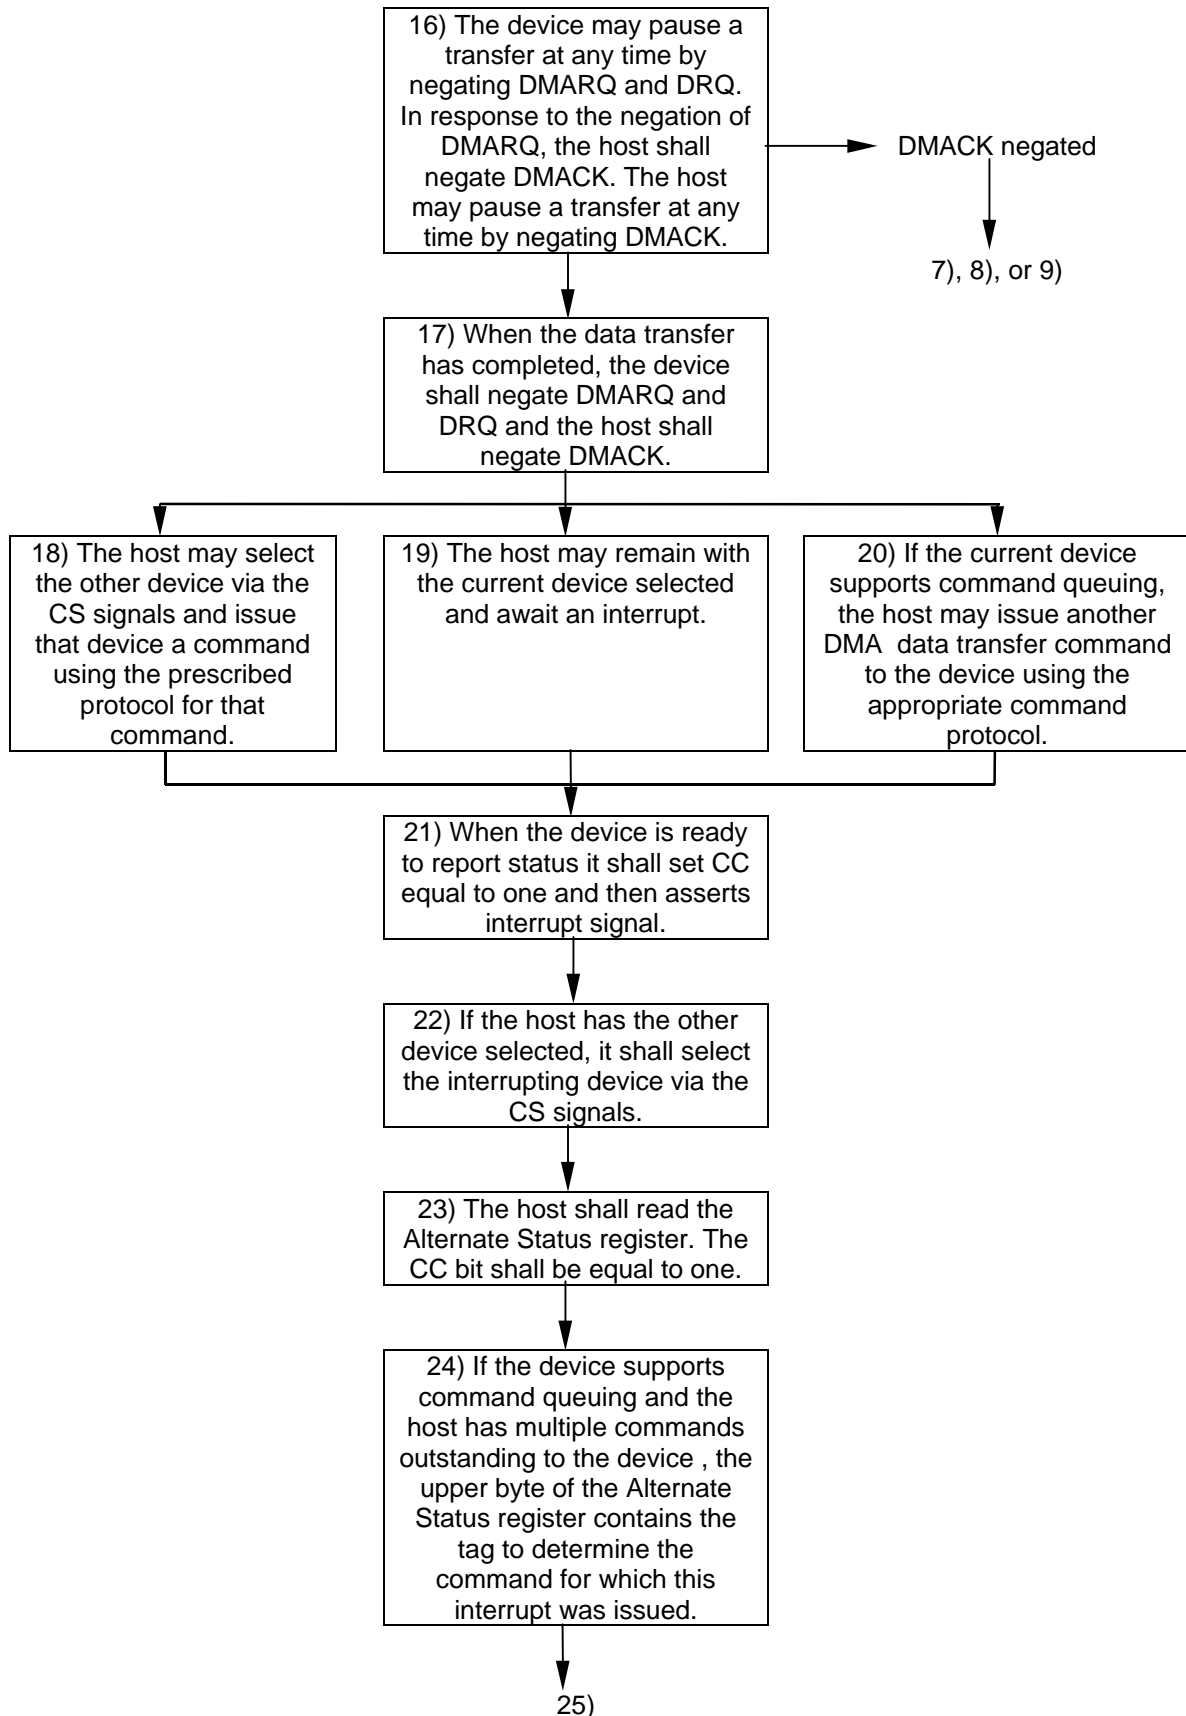 16) The device may pause a
transfer at any time by
negating DMARQ and DRQ.
In response to the negation of
DMARQ, the host shall
negate DMACK. The host
may pause a transfer at any
time by negating DMACK.
DMACK negated
7), 8), or 9)
17) When the data transfer
has completed, the device
shall negate DMARQ and
DRQ and the host shall
negate DMACK.
18) The host may select
the other device via the
CS signals and issue
that device a command
using the prescribed
protocol for that
command.
19) The host may remain with
the current device selected
and await an interrupt.
20) If the current device
supports command queuing,
the host may issue another
DMA  data transfer command
to the device using the
appropriate command
protocol.
21) When the device is ready
to report status it shall set CC
equal to one and then asserts
interrupt signal.
22) If the host has the other
device selected, it shall select
the interrupting device via the
CS signals.
23) The host shall read the
Alternate Status register. The
CC bit shall be equal to one.
24) If the device supports
command queuing and the
host has multiple commands
outstanding to the device , the
upper byte of the Alternate
Status register contains the
tag to determine the
command for which this
interrupt was issued.
25)